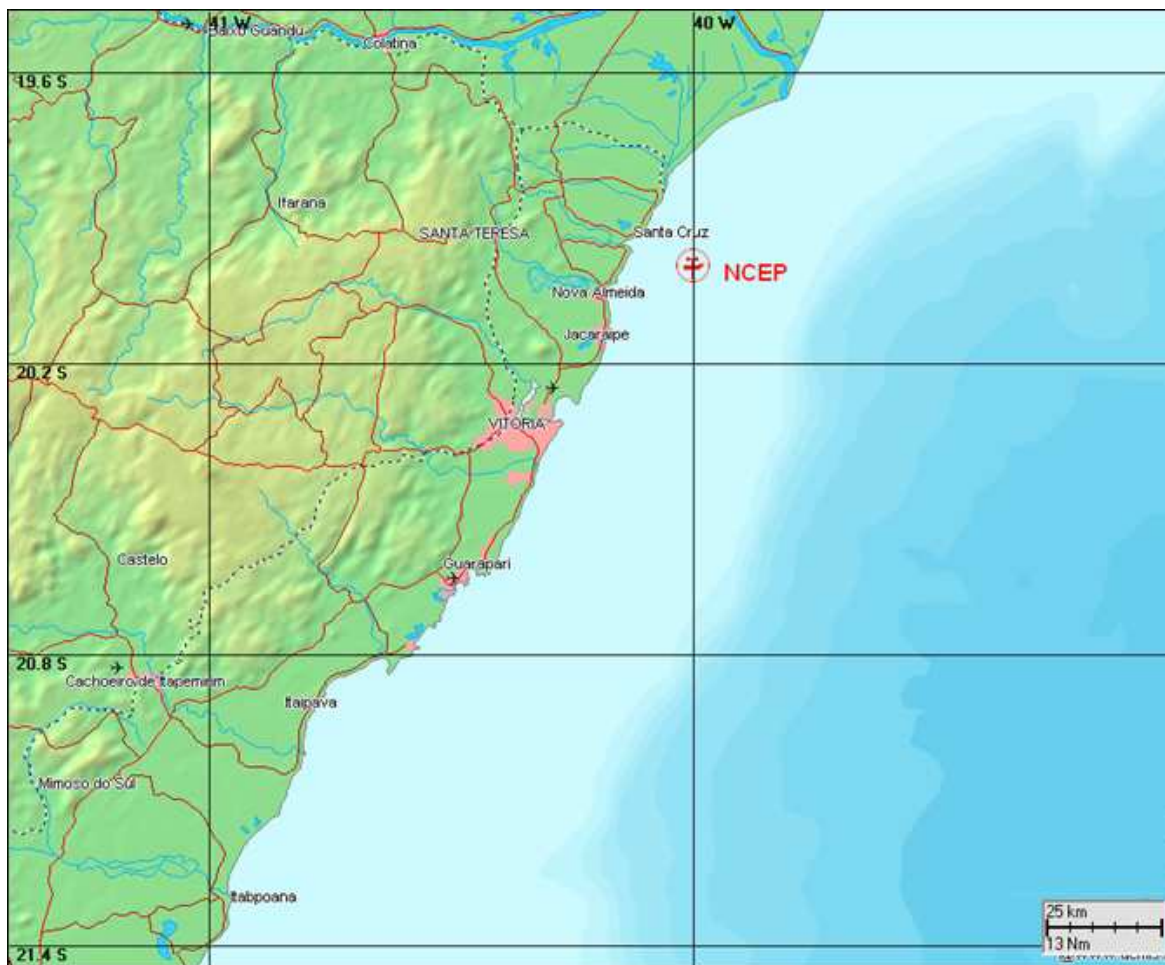 41 W
40 W
Baixo Guandu
Colatina
19.6 S
Itarana
SANTA TERESA
Santa Cruz
NCEP
Nova Almeida
Jacaraipe
20.2 S
VITORIA
Castelo
Guarapari
20.8 S
Cachoeiro de Itapemirim
Itaipava
Mimoso do Sul
Itabpoana
25 km
13 Nm
21.4 S